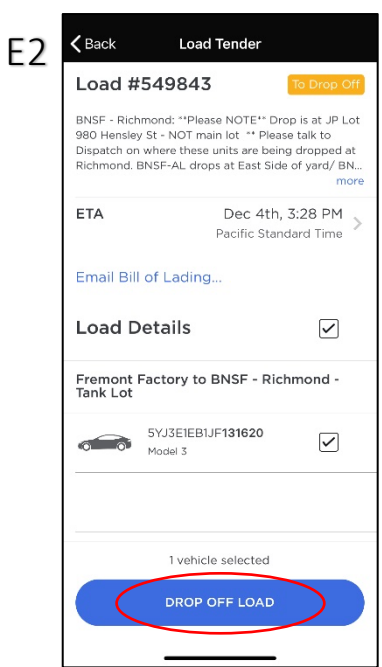 E2
Back Load Tender
Load #549843 To Drop Off
BNSF - Richmond: **Please NOTE** Drop is at JP Lot
980 Hensley St - NOT main lot ** Please talk to
Dispatch on where these units are being dropped at
Richmond. BNSF-AL drops at East Side of yard/ BN...
more
ETA Dec 4th, 3:28 PM
Pacific Standard Time
Email Bill of Lading...
Load Details
Fremont Factory to BNSF - Richmond -
Tank Lot
5YJ3E1EB1JF131620
Model 3
1 vehicle selected
DROP OFF LOAD